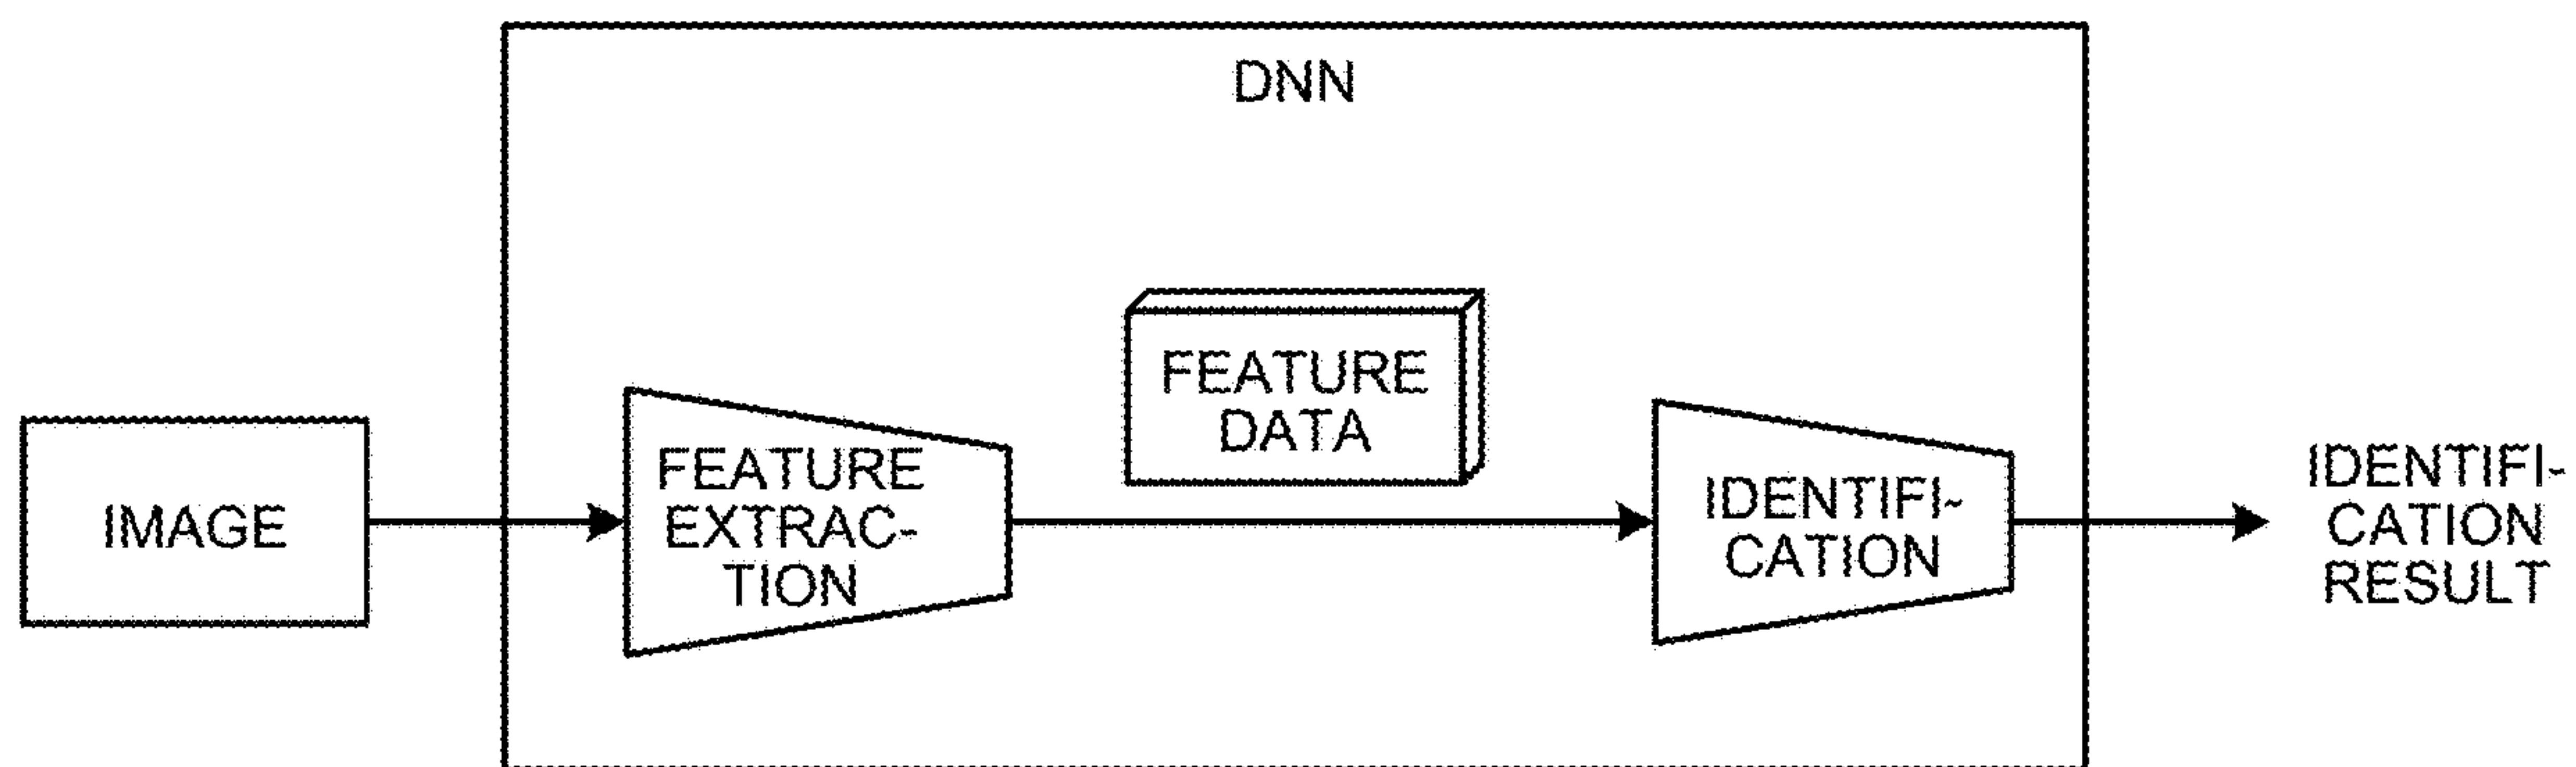 DNN
IMAGE
FEATURE
EXTRAC-
TION
FEATURE
DATA
IDENTIFI-
CATION
IDENTIFI-
CATION
RESULT